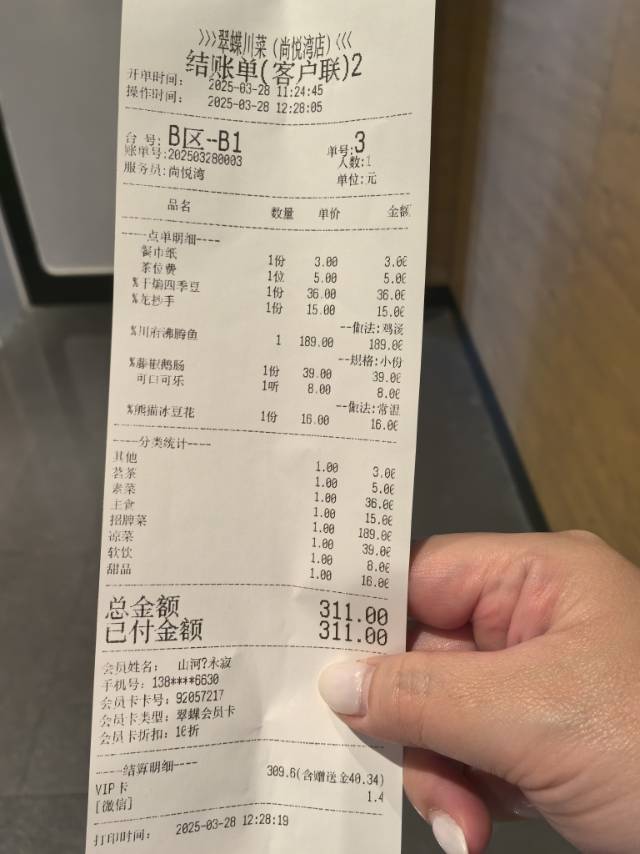 >>>翠蝶川菜(尚悦湾店)<<<
结账单(客户联)2
开单时间: 2025-03-28 11:24:45
操作时间: 2025-03-28 12:28:05
台 号: B区-B1 单号:3
账单号:202503280003 人数:1
服务员:尚悦湾 单位:元
品名 数量 单价 金额
-----点单明细----
餐巾纸 1份 3.00 3.00
茶位费 1位 5.00 5.00
%干煸四季豆 1份 36.00 36.00
%龙抄手 1份 15.00 15.00
--做法:鸡汤
%川府沸腾鱼 1 189.00 189.00
--规格:小份
%藤椒鹅肠 1份 39.00 39.00
可口可乐 1听 8.00 8.00
--做法:常温
%熊猫冰豆花 1份 16.00 16.00
-----分类统计----
其他 1.00 3.00
茗茶 1.00 5.00
素菜 1.00 36.00
主食 1.00 15.00
招牌菜 1.00 189.00
凉菜 1.00 39.00
软饮 1.00 8.00
甜品 1.00 16.00
总金额 311.00
已付金额 311.00
会员姓名: 山河?永寂
手机号: 138****6630
会员卡卡号: 92057217
会员卡类型: 翠蝶会员卡
会员卡折扣: 10折
-----结算明细----
VIP卡 309.6(含赠送金40.34)
[微信] 1.4
打印时间: 2025-03-28 12:28:19